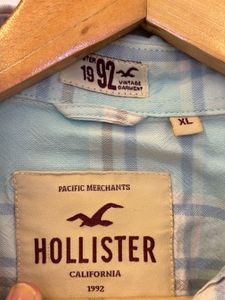 19 92
VINTAGE
GARMENT
XL
PACIFIC MERCHANTS
HOLLISTER
CALIFORNIA
1992